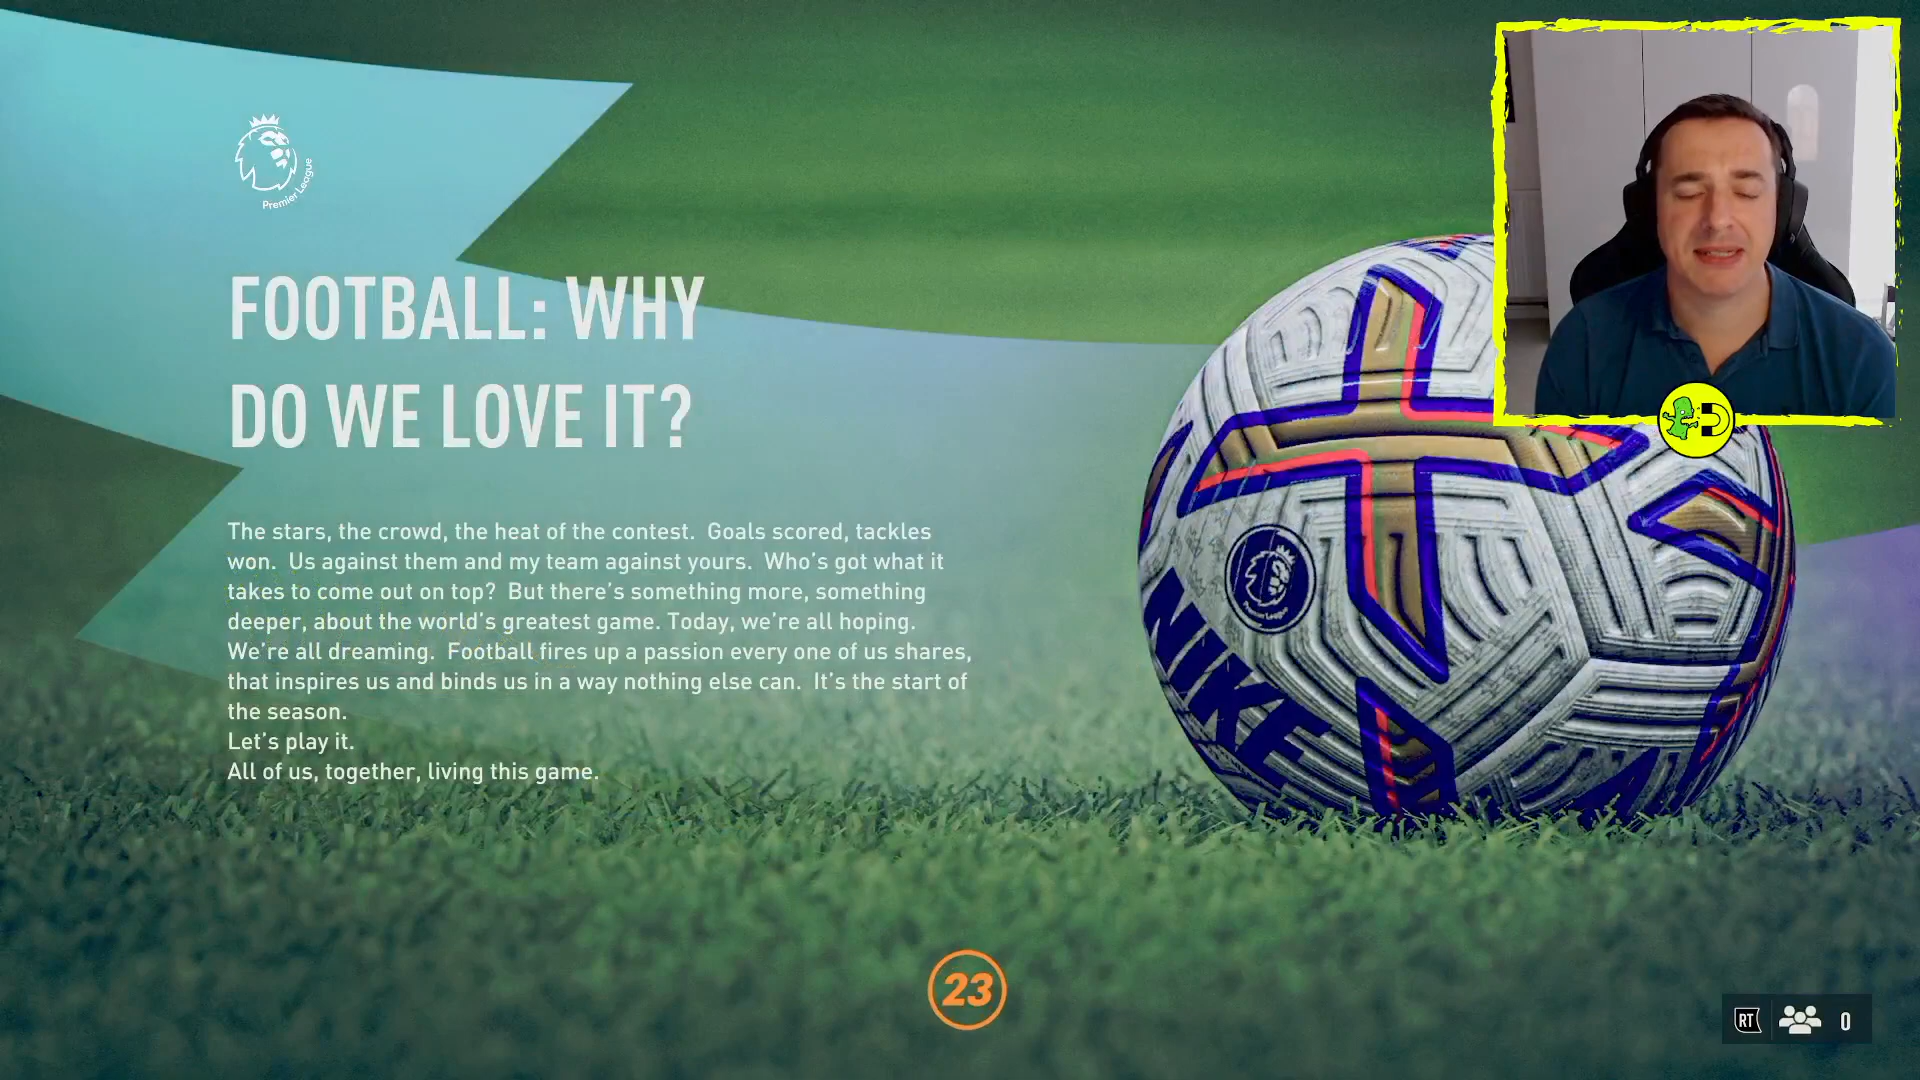 Premier League
FOOTBALL: WHY
DO WE LOVE IT?
The stars, the crowd, the heat of the contest.  Goals scored, tackles
won.  Us against them and my team against yours.  Who's got what it
takes to come out on top?  But there's something more, something
deeper, about the world's greatest game. Today, we're all hoping.
We're all dreaming.  Football fires up a passion every one of us shares,
that inspires us and binds us in a way nothing else can.  It's the start of
the season.
Let's play it.
All of us, together, living this game.
Premier League
NIKE
23
RT 0